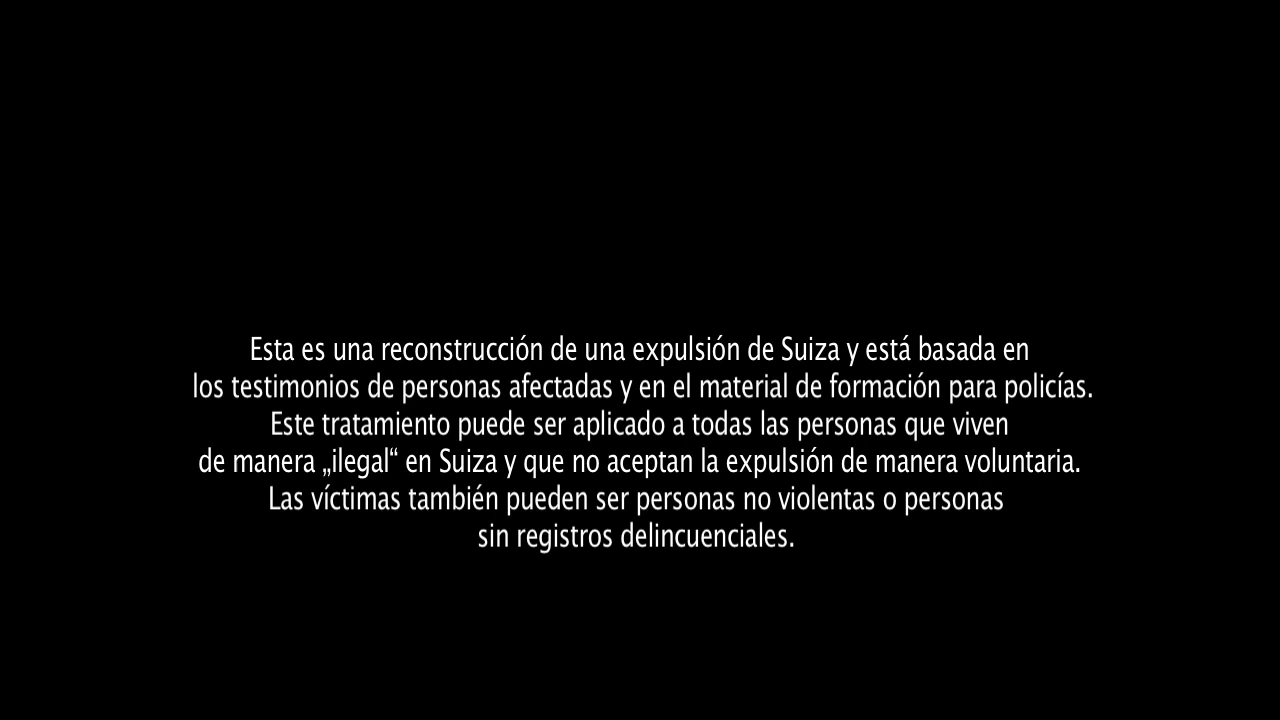 Esta es una reconstrucción de una expulsión de Suiza y está basada en
los testimonios de personas afectadas y en el material de formación para policías.
Este tratamiento puede ser aplicado a todas las personas que viven
de manera „ilegal“ en Suiza y que no aceptan la expulsión de manera voluntaria.
Las víctimas también pueden ser personas no violentas o personas
sin registros delincuenciales.